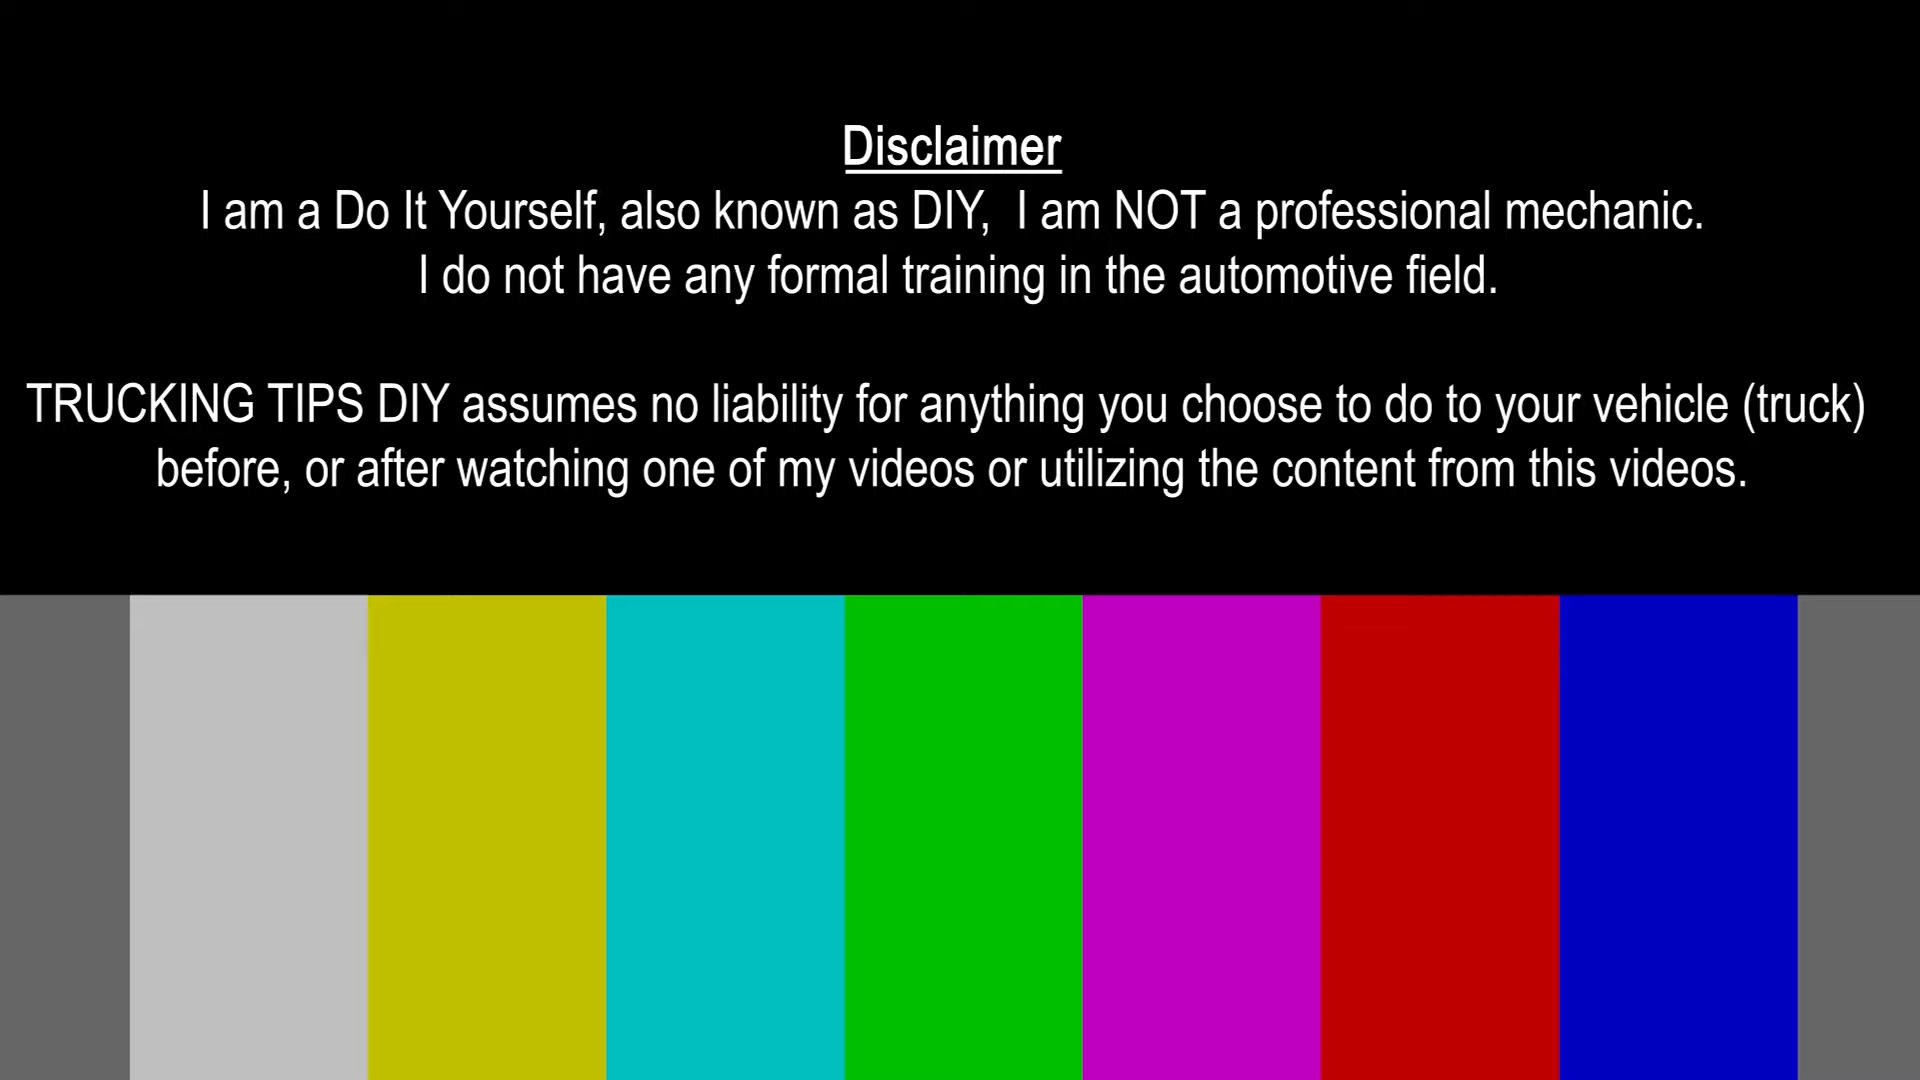 Disclaimer
I am a Do It Yourself, also known as DIY,  I am NOT a professional mechanic.
I do not have any formal training in the automotive field.
TRUCKING TIPS DIY assumes no liability for anything you choose to do to your vehicle (truck)
before, or after watching one of my videos or utilizing the content from this videos.